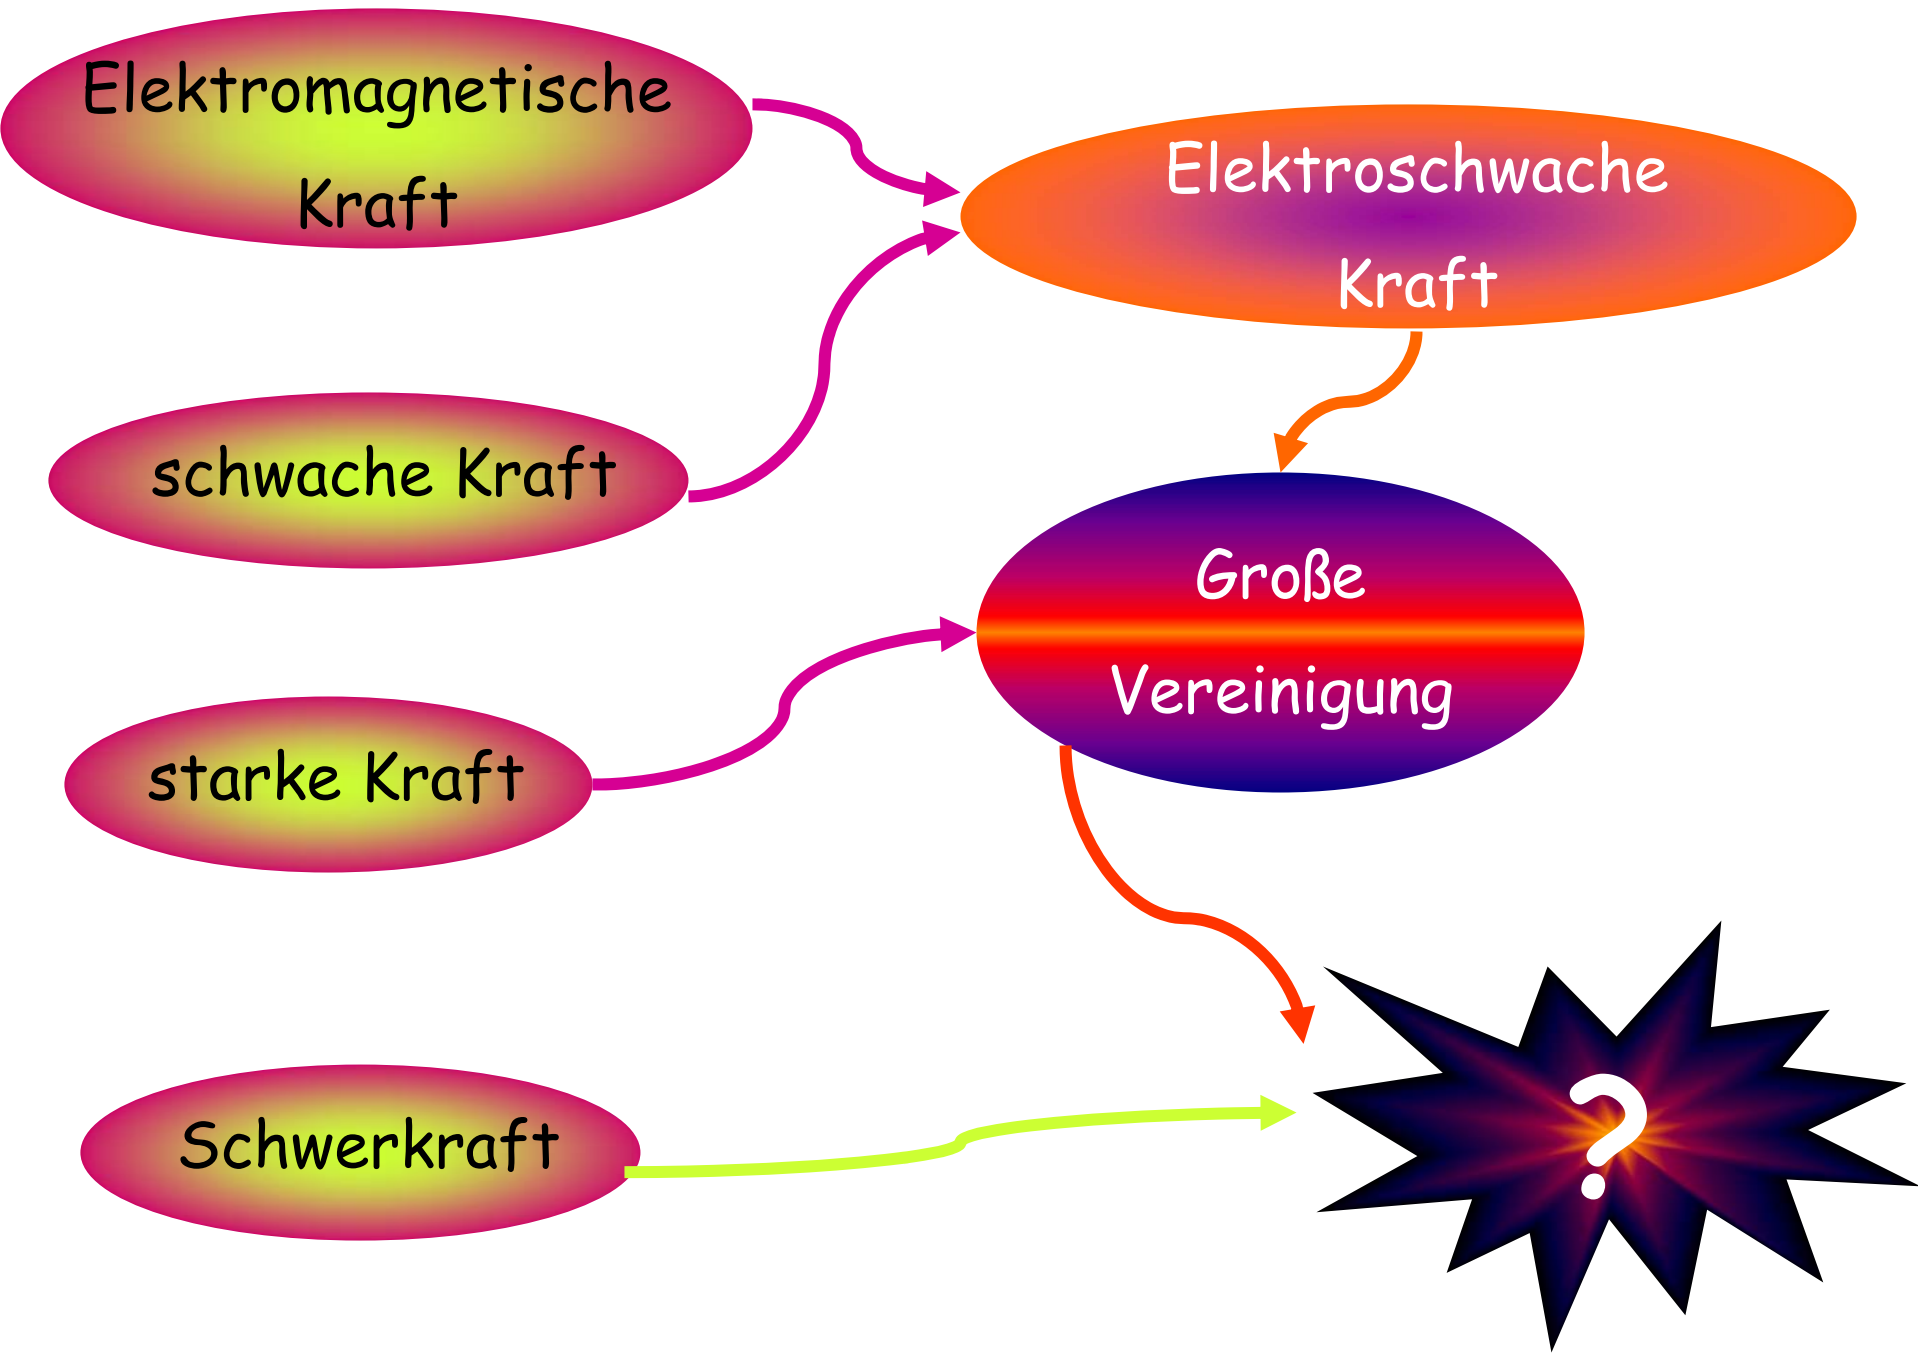 Elektromagnetische
Kraft
Elektroschwache
Kraft
schwache Kraft
Große
Vereinigung
starke Kraft
Schwerkraft
?